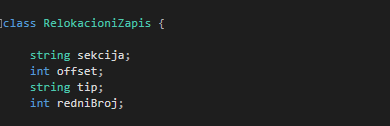 class RelokacioniZapis {
string sekcija;
int offset;
string tip;
int redniBroj;